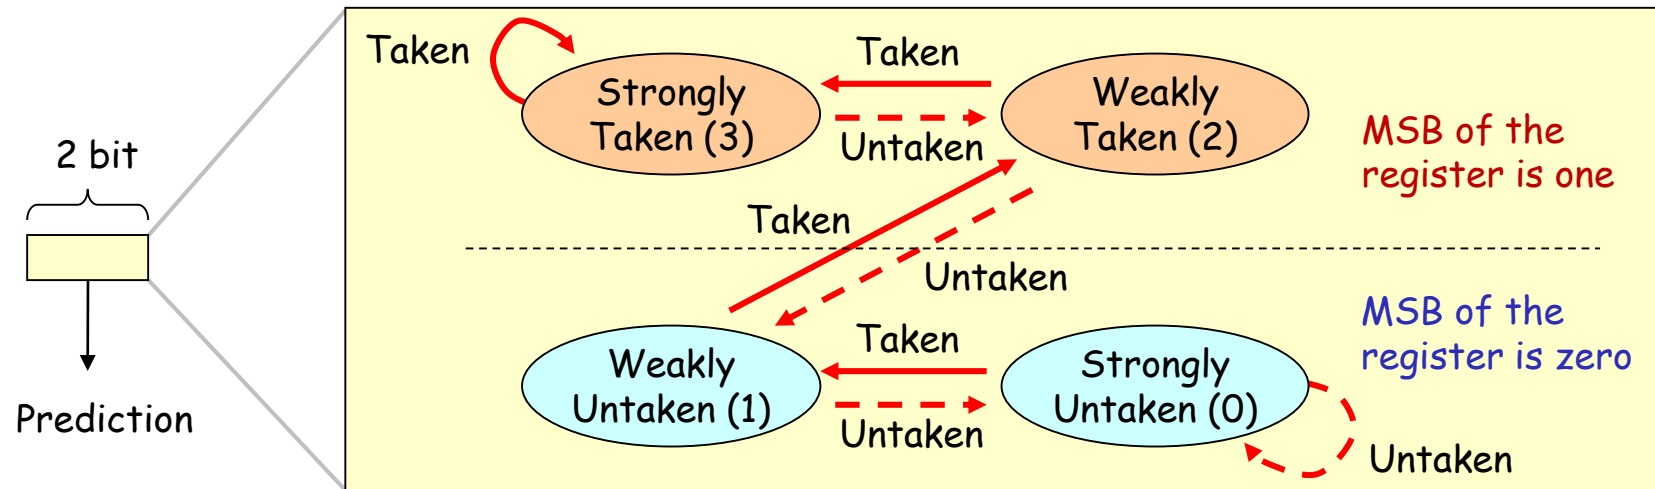 2 bit
Prediction
Taken
Strongly
Taken (3)
Taken
Untaken
Weakly
Taken (2)
MSB of the
register is one
Taken
Untaken
Weakly
Untaken (1)
Taken
Untaken
Strongly
Untaken (0)
MSB of the
register is zero
Untaken